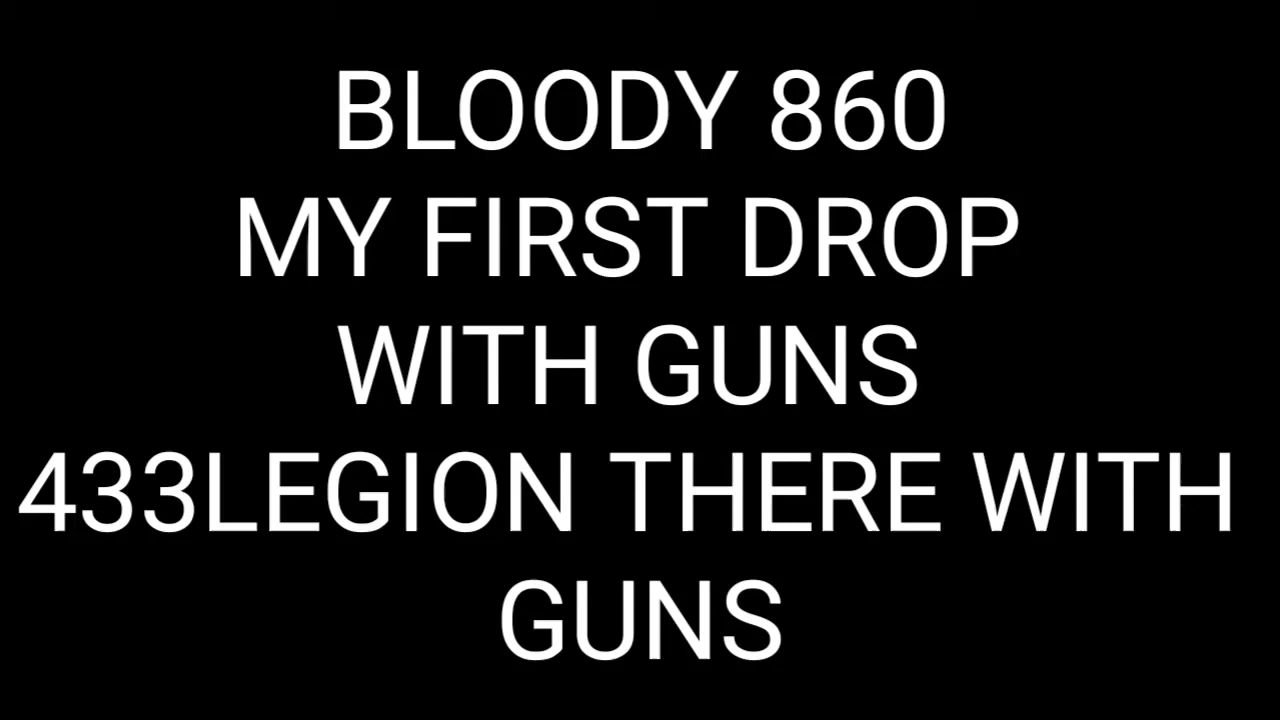 BLOODY 860
MY FIRST DROP
WITH GUNS
433LEGION THERE WITH
GUNS